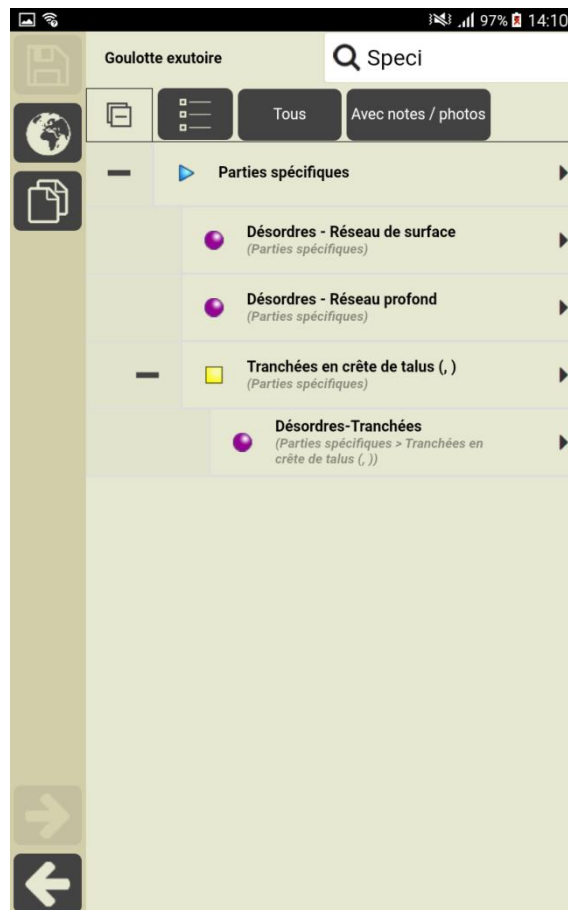 97% 14:10
Goulotte exutoire
Speci
Tous
Avec notes / photos
Parties spécifiques
Désordres - Réseau de surface
(Parties spécifiques)
Désordres - Réseau profond
(Parties spécifiques)
Tranchées en crête de talus (, )
(Parties spécifiques)
Désordres-Tranchées
(Parties spécifiques > Tranchées en
crête de talus (, ))